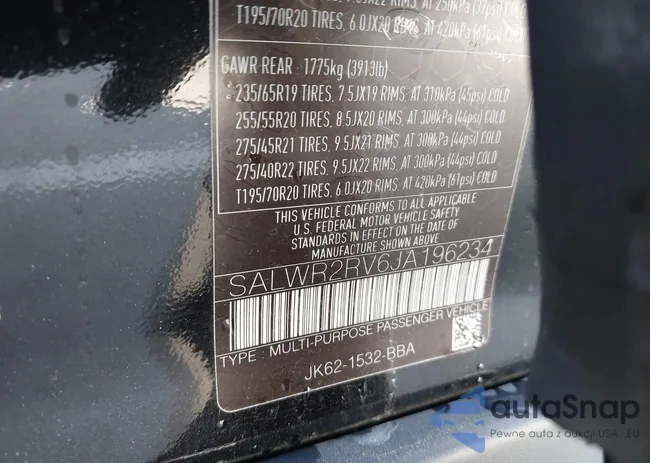 RIMS, AT 250kPa (37psi)
T195/70R20 TIRES, 6.0JX20 RIMS, AT 420kPa (61psi)
GAWR REAR : 1775kg (3913lb)
235/65R19 TIRES, 7.5JX19 RIMS, AT 310kPa (45psi) COLD
255/55R20 TIRES, 8.5JX20 RIMS, AT 300kPa (44psi) COLD
275/45R21 TIRES, 9.5JX21 RIMS, AT 300kPa (44psi) COLD
275/40R22 TIRES, 9.5JX22 RIMS, AT 300kPa (44psi) COLD
T195/70R20 TIRES, 6.0JX20 RIMS, AT 420kPa (61psi) COLD
THIS VEHICLE CONFORMS TO ALL APPLICABLE
U.S. FEDERAL MOTOR VEHICLE SAFETY
STANDARDS IN EFFECT ON THE DATE OF
MANUFACTURE SHOWN ABOVE.
SALWR2RV6JA196234
TYPE : MULTI-PURPOSE PASSENGER VEHICLE
JK62-1532-BBA
autoSnap
Pewne auta z aukcji USA - EU